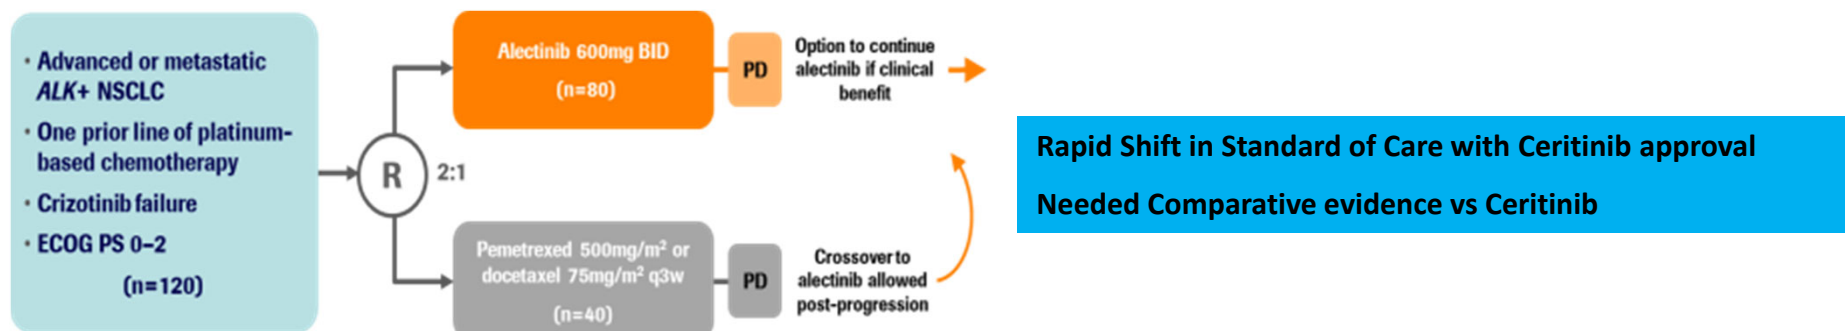 · Advanced or metastatic
ALK+ NSCLC
· One prior line of platinum-
based chemotherapy
· Crizotinib failure
· ECOG PS 0–2
(n=120)
R
2:1
Alectinib 600mg BID
(n=80)
PD
Option to continue
alectinib if clinical
benefit
Pemetrexed 500mg/m² or
docetaxel 75mg/m² q3w
(n=40)
PD
Crossover to
alectinib allowed
post-progression
Rapid Shift in Standard of Care with Ceritinib approval
Needed Comparative evidence vs Ceritinib